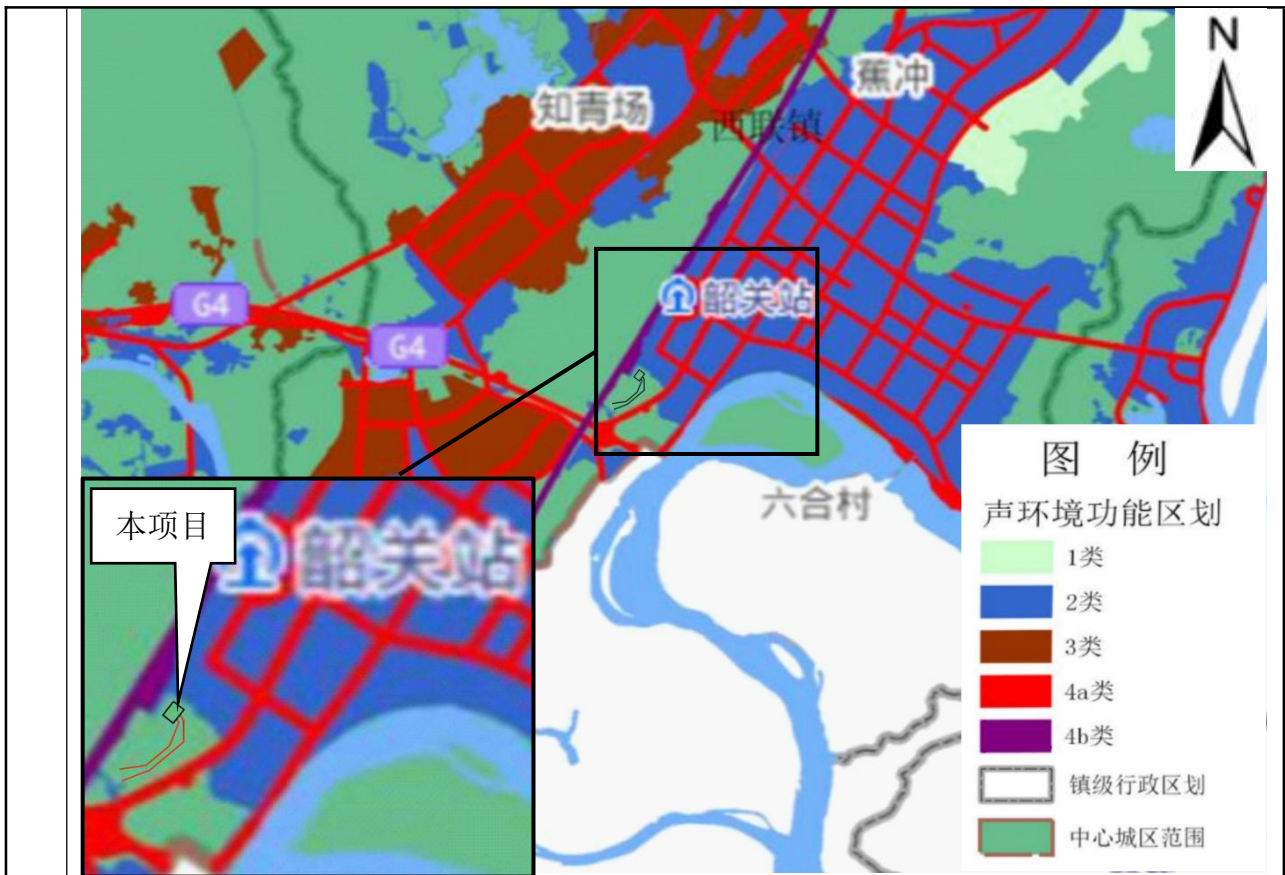 N
蕉冲
知青场
西联镇
G4
韶关站
G4
六合村
本项目
韶关站
图 例
声环境功能区划
1类
2类
3类
4a类
4b类
镇级行政区划
中心城区范围